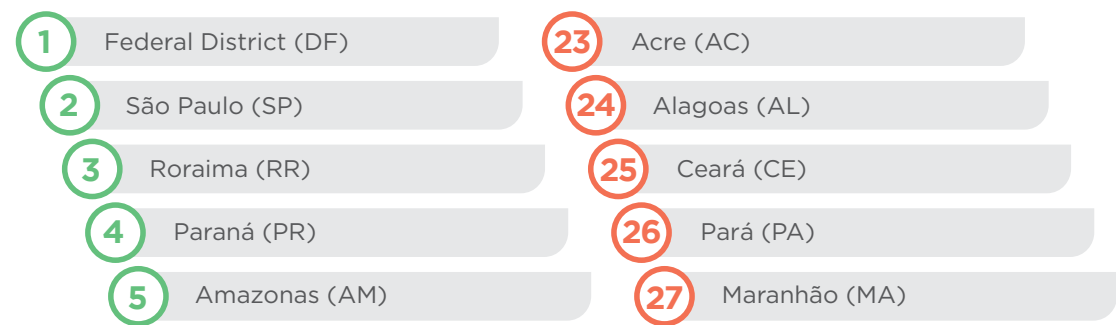 1 Federal District (DF)
2 São Paulo (SP)
3 Roraima (RR)
4 Paraná (PR)
5 Amazonas (AM)
23 Acre (AC)
24 Alagoas (AL)
25 Ceará (CE)
26 Pará (PA)
27 Maranhão (MA)